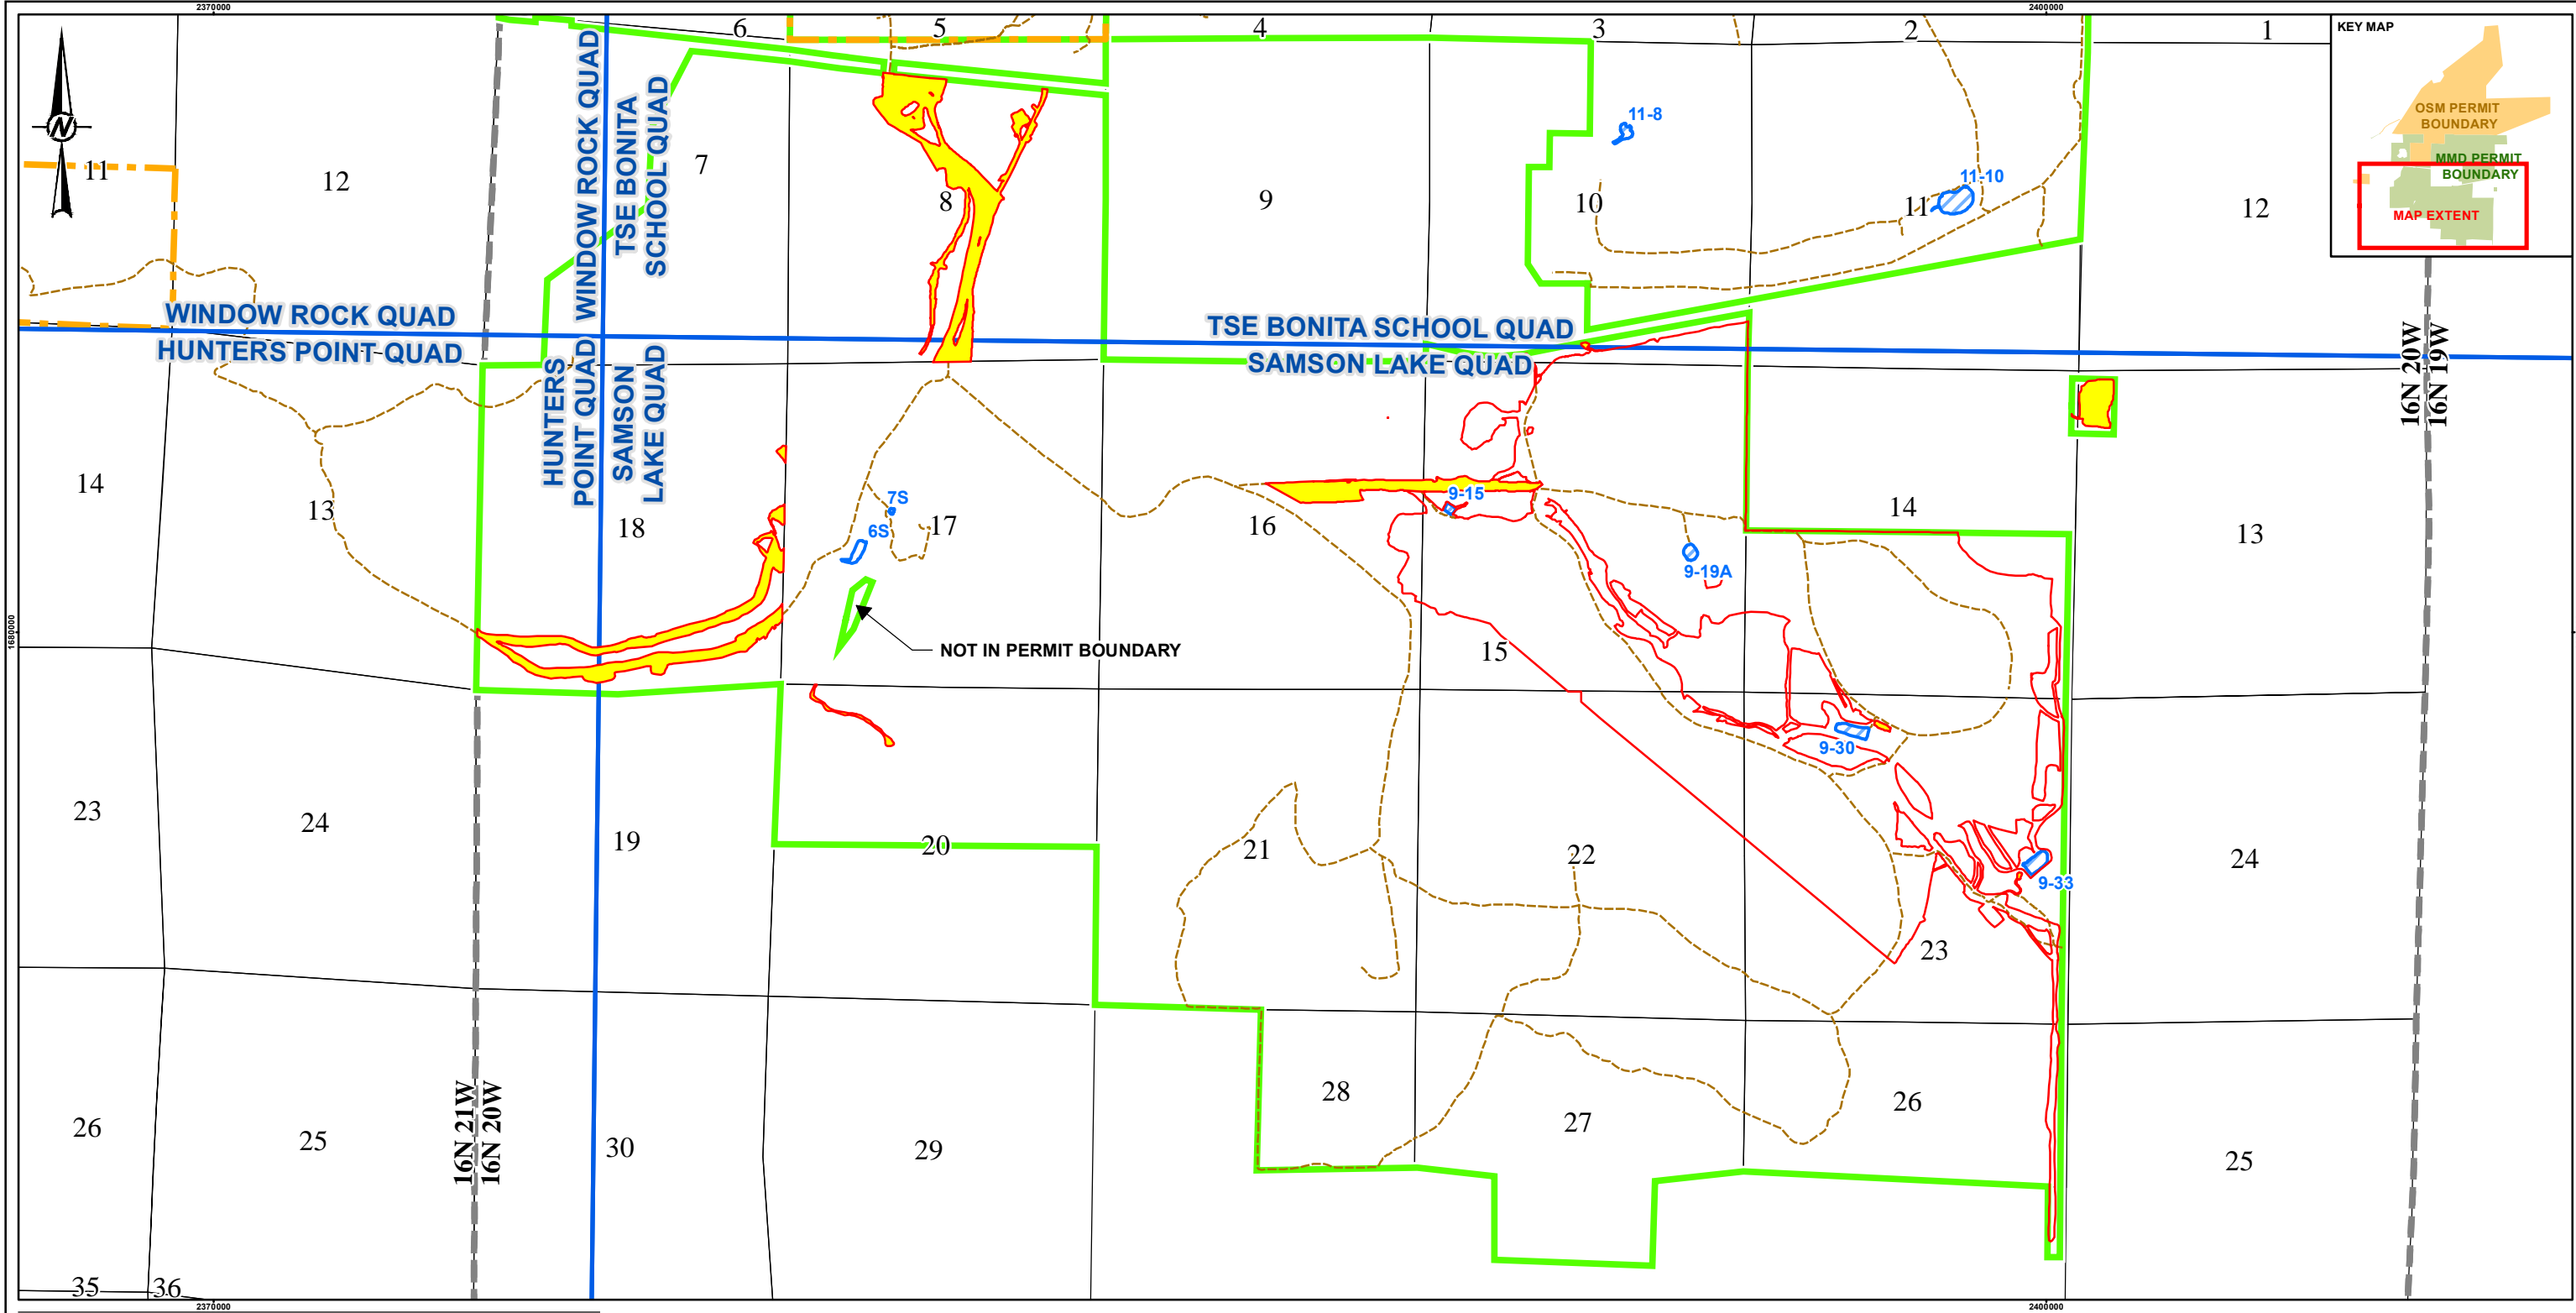 2370000
2400000
6
5
4
3
2
1
KEY MAP
OSM PERMIT
BOUNDARY
MMD PERMIT
BOUNDARY
MAP EXTENT
N
WINDOW ROCK QUAD
TSE BONITA
SCHOOL QUAD
11
12
7
8
9
10
11
12
11-8
11-10
WINDOW ROCK QUAD
HUNTERS POINT QUAD
TSE BONITA SCHOOL QUAD
SAMSON LAKE QUAD
HUNTERS
POINT QUAD
SAMSON
LAKE QUAD
16N 20W
16N 19W
14
13
18
17
16
15
14
13
7S
6S
9-15
9-19A
1680000
NOT IN PERMIT BOUNDARY
9-30
9-33
23
24
19
20
21
22
23
24
16N 21W
16N 20W
26
25
30
29
28
27
26
25
35
36
2370000
2400000